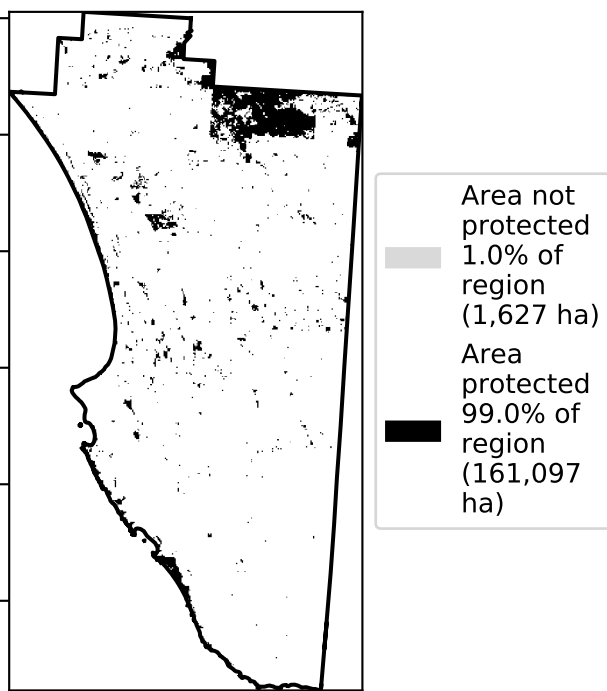 Area not
protected
1.0% of
region
(1,627 ha)
Area
protected
99.0% of
region
(161,097
ha)